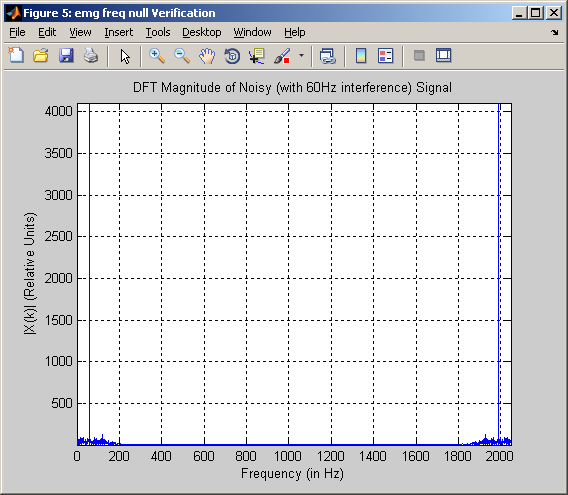 Figure 5: emg freq null Verification
File Edit View Insert Tools Desktop Window Help
DFT Magnitude of Noisy (with 60Hz interference) Signal
4000
3500
3000
2500
2000
1500
1000
500
|X(k)| (Relative Units)
0 200 400 600 800 1000 1200 1400 1600 1800 2000
Frequency (in Hz)